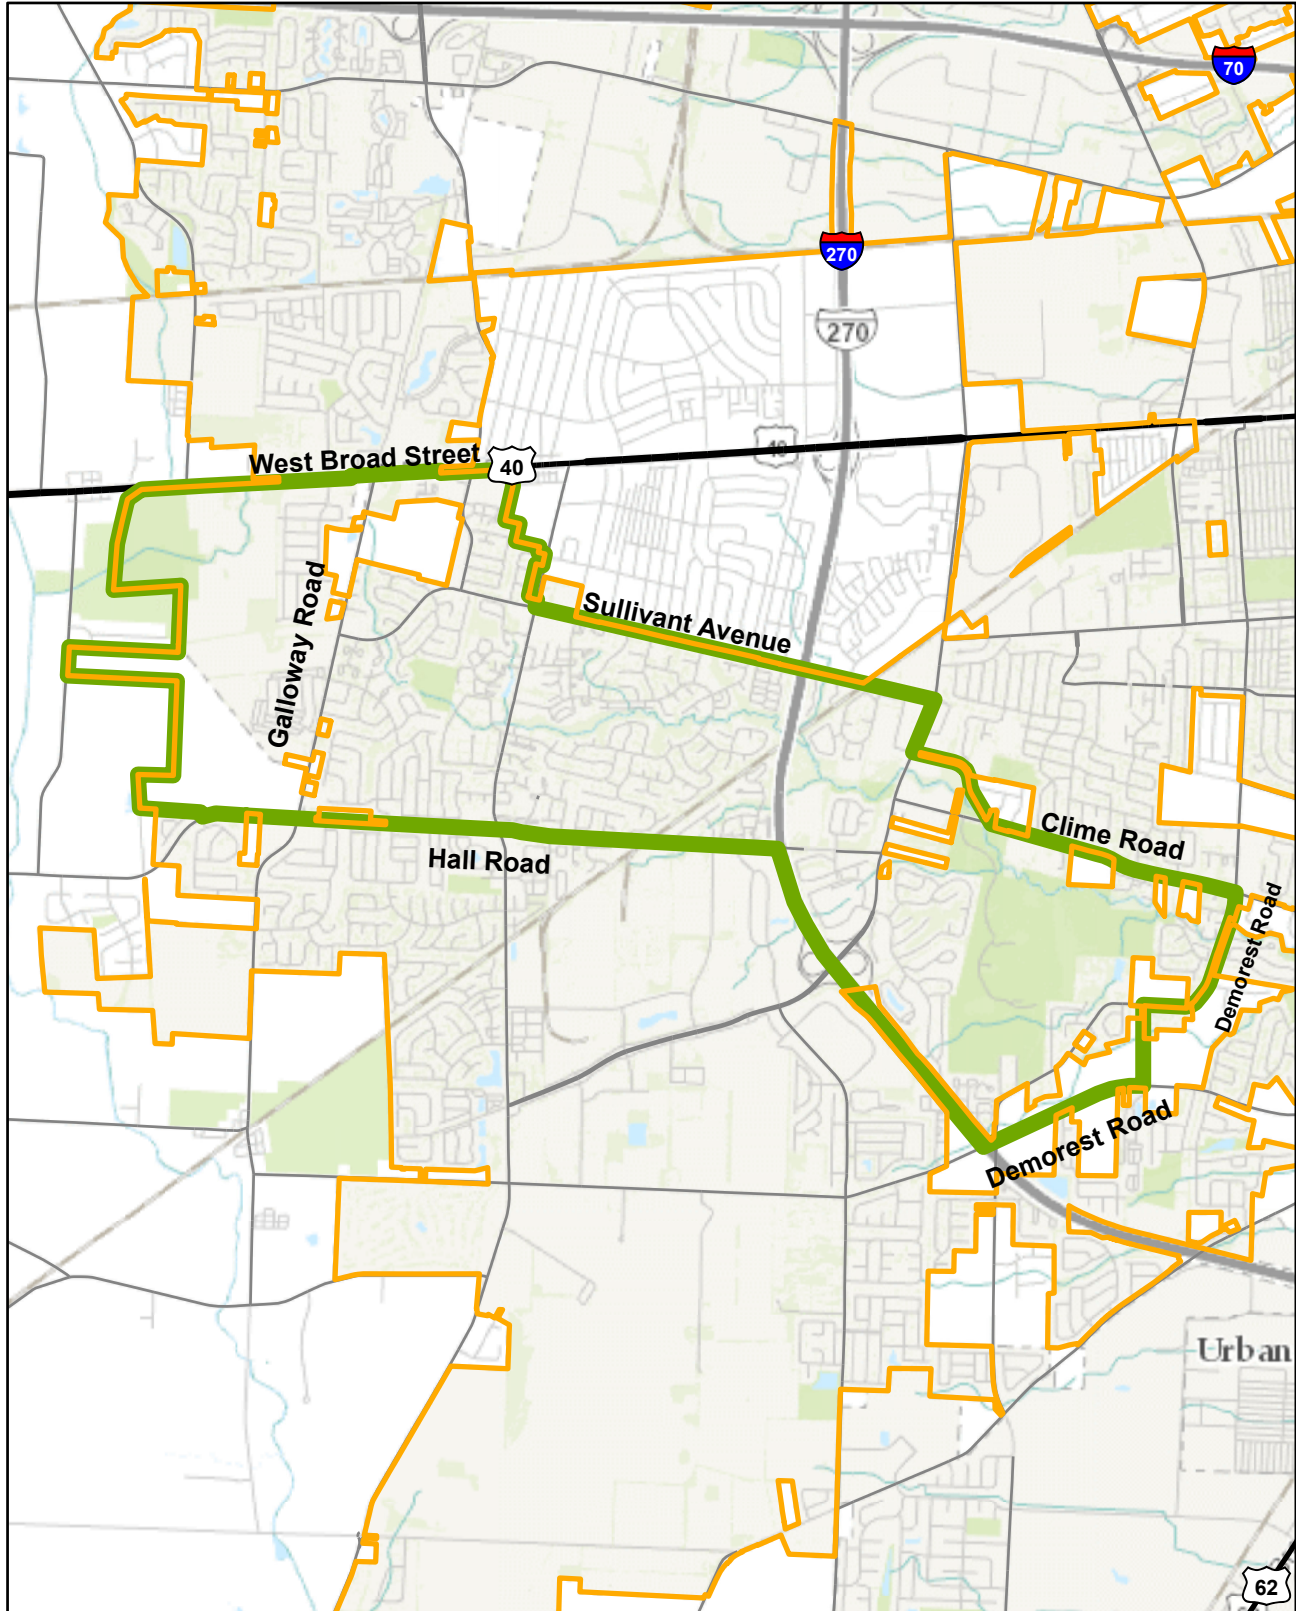 70
270
270
40
West Broad Street
40
Sullivant Avenue
Galloway Road
Clime Road
Hall Road
Demorest Road
Demorest Road
Urban
62